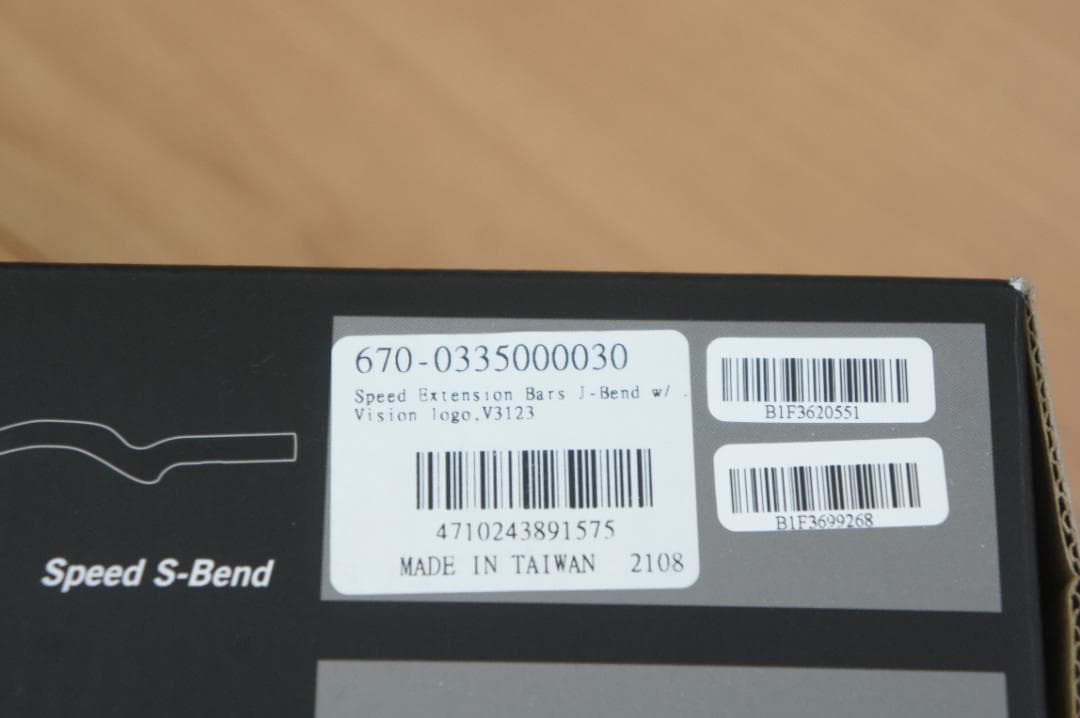 670-0335000030
Speed Extension Bars J-Bend w/
Vision logo,V3123
4710243891575
MADE IN TAIWAN 2108
B1F3620551
B1F3699268
Speed S-Bend